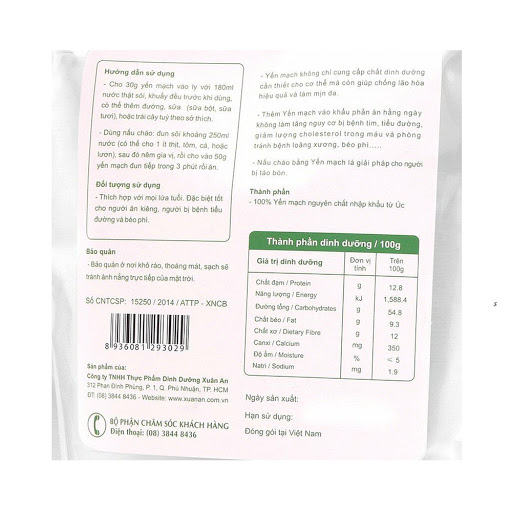 Hướng dẫn sử dụng
- Cho 30g yến mạch vào ly với 180ml
nước thật sôi, khuấy đều trước khi dùng,
có thể thêm đường, sữa (sữa bột, sữa
tươi), hoặc trái cây tuỳ theo sở thích.
- Dùng nấu cháo: đun sôi khoảng 250ml
nước (có thể cho 1 ít thịt, tôm, cá, hoặc
lươn), sau đó nêm gia vị, rồi cho vào 50g
yến mạch đun tiếp trong 3 phút rồi ăn.
Đối tượng sử dụng
- Thích hợp với mọi lứa tuổi. Đặc biệt tốt
cho người ăn kiêng, người bị bệnh tiểu
đường và béo phì.
Bảo quản
- Bảo quản ở nơi khô ráo, thoáng mát, sạch sẽ
tránh ánh nắng trực tiếp của mặt trời.
Số CNTCSP: 15250 / 2014 / ATTP - XNCB
8 936081 293029
Sản phẩm của:
Công ty TNHH Thực Phẩm Dinh Dưỡng Xuân An
312 Phan Đình Phùng, P. 1, Q. Phú Nhuận, TP. HCM
ĐT: (08) 3844 8436 - Website: www.xuanan.com.vn
BỘ PHẬN CHĂM SÓC KHÁCH HÀNG
Điện thoại: (08) 3844 8436
- Yến mạch không chỉ cung cấp chất dinh dưỡng
cần thiết cho cơ thể mà còn giúp chống lão hóa
hiệu quả và làm mịn da.
- Thêm Yến mạch vào khẩu phần ăn hằng ngày
không làm tăng nguy cơ bị bệnh tim, tiểu đường,
giảm lượng cholesterol trong máu và phòng
tránh bệnh loãng xương, béo phì.....
- Nấu cháo bằng Yến mạch là giải pháp cho người
bị táo bón.
Thành phần
- 100% Yến mạch nguyên chất nhập khẩu từ Úc
Thành phần dinh dưỡng / 100g
Giá trị dinh dưỡng Đơn vị tính Trên 100g
Chất đạm / Protein g 12.8
Năng lượng / Energy kJ 1,588.4
Đường tổng / Carbohydrates g 54.8
Chất béo / Fat g 9.3
Chất xơ / Dietary Fibre g 12
Canxi / Calcium mg 350
Độ ẩm / Moisture % < 5
Natri / Sodium mg 1.9
Ngày sản xuất:
Hạn sử dụng:
Đóng gói tại Việt Nam
s